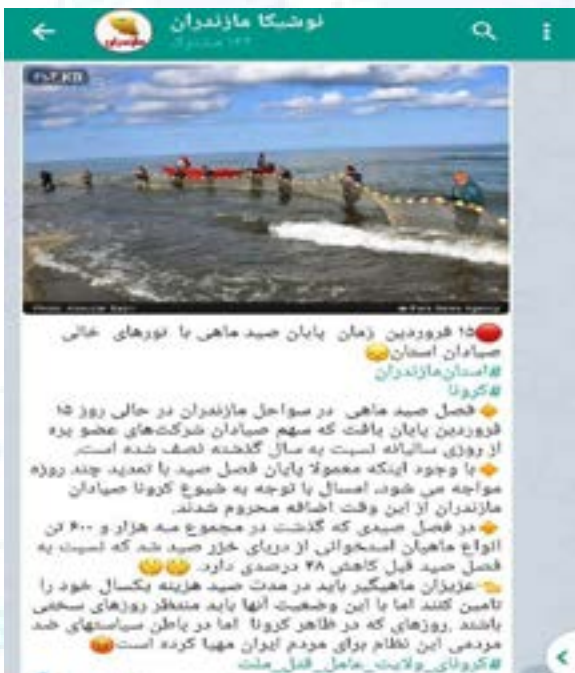 نوشیکا مازندران
۱۴۴ مشترک
KB
🔴۱۵ فروردین زمان پایان صید ماهی با تورهای خالی
صیادان استان😞
#استان_مازندران
#کرونا
🔸فصل صید ماهی در سواحل مازندران در حالی روز ۱۵
فروردین پایان یافت که سهم صیادان شرکت‌های عضو پره
از روزی سالیانه نسبت به سال گذشته نصف شده است.
🔸با وجود اینکه معمولا پایان فصل صید با تمدید چند روزه
مواجه می شود، امسال با توجه به شیوع کرونا صیادان
مازندران از این وقت اضافه محروم شدند.
🔸در فصل صیدی که گذشت در مجموع سه هزار و ۶۰۰ تن
انواع ماهیان استخوانی از دریای خزر صید شد که نسبت به
فصل صید قبل کاهش ۴۸ درصدی دارد. 😞😞
عزیزان ماهیگیر باید در مدت صید هزینه یکسال خود را
تامین کنند اما با این وضعیت آنها باید منتظر روزهای سختی
باشند ,روزهای که در ظاهر کرونا اما در باطن سیاستهای ضد
مردمی این نظام برای مردم ایران مهیا کرده است😡
#کرونای_ولایت_عامل_قتل_ملت